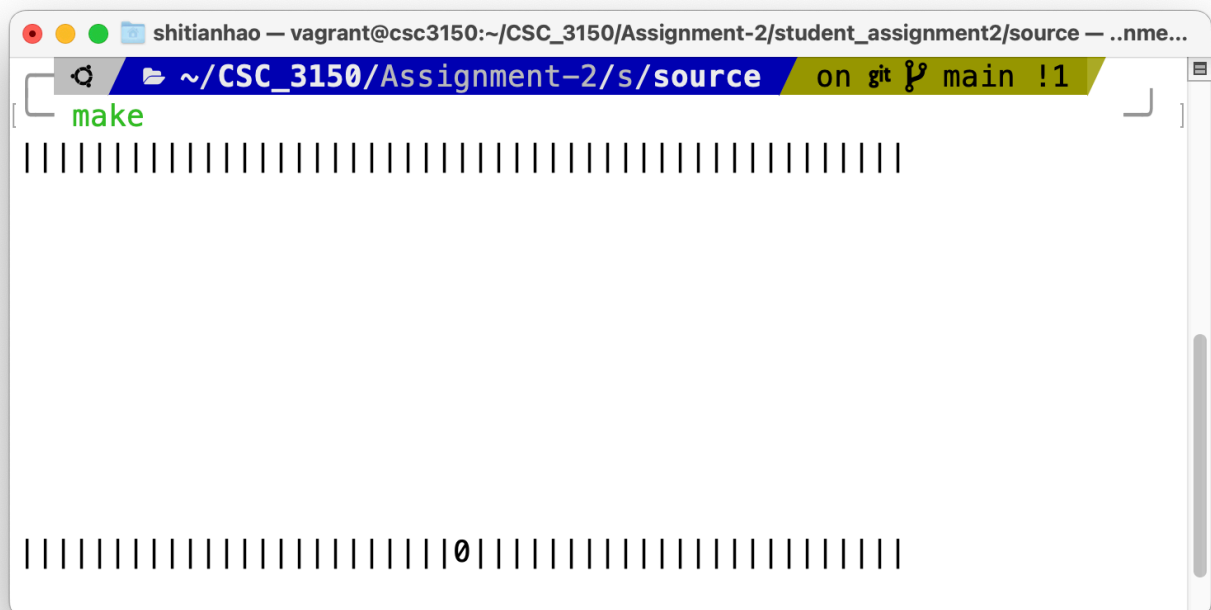 shitianhao — vagrant@csc3150:~/CSC_3150/Assignment-2/student_assignment2/source — ..nme...
~/CSC_3150/Assignment-2/s/source on git main !1
make
|||||||||||||||||||||||||||||||||||||||||||||||||
||||||||||||||||||||||||0||||||||||||||||||||||||